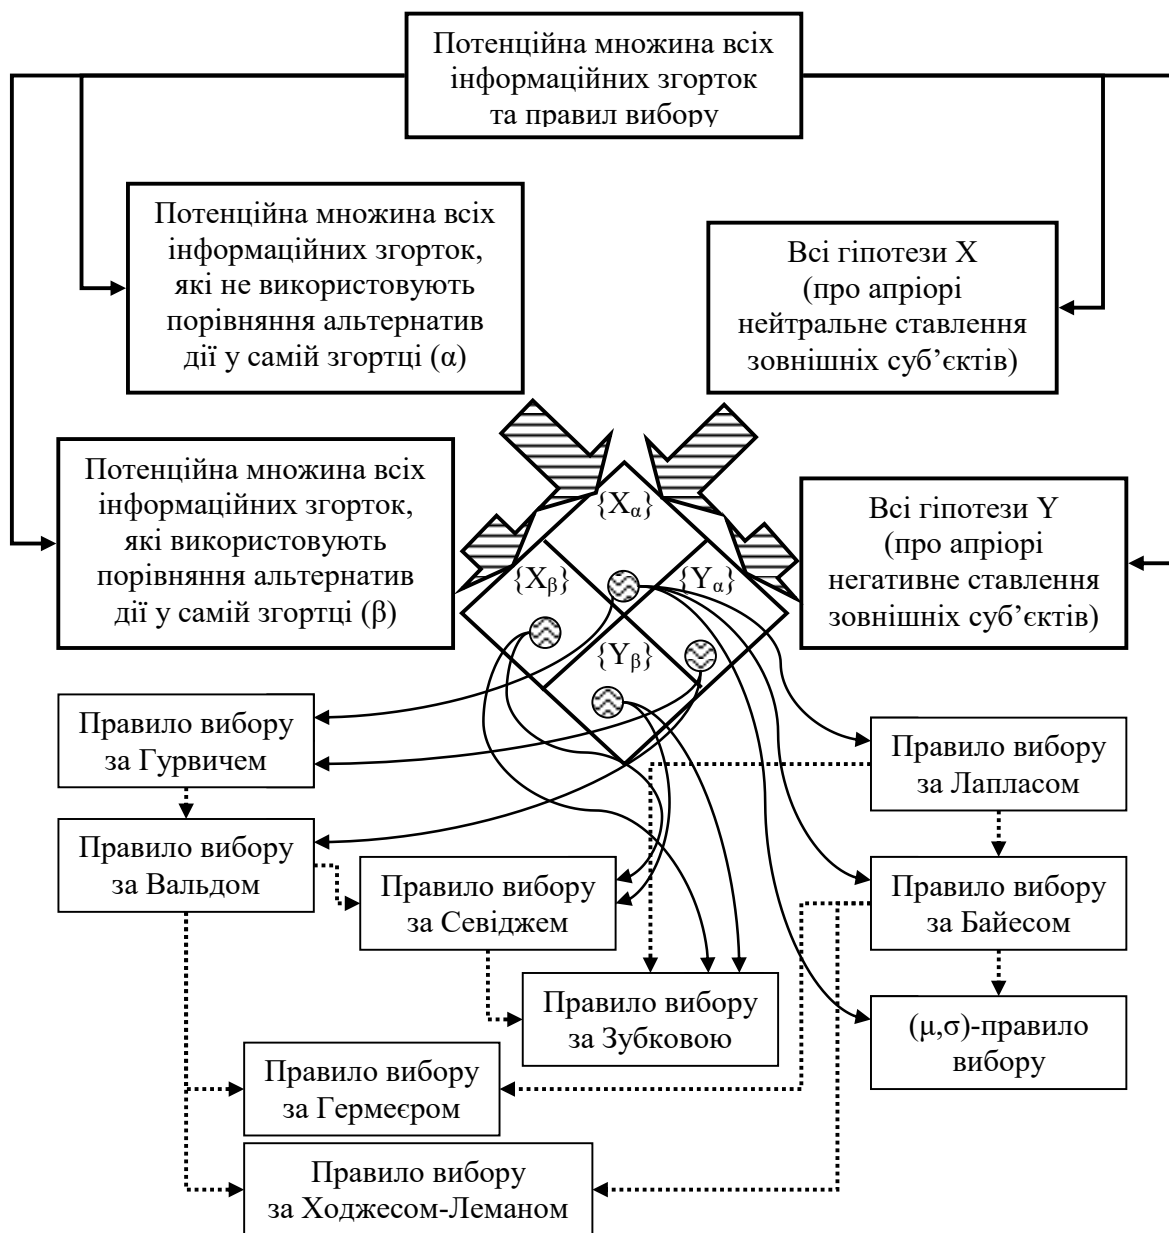 Потенційна множина всіх
інформаційних згорток
та правил вибору
Потенційна множина всіх
інформаційних згорток,
які не використовують
порівняння альтернатив
дії у самій згортці (α)
Всі гіпотези X
(про апріорі
нейтральне ставлення
зовнішніх суб’єктів)
Потенційна множина всіх
інформаційних згорток,
які використовують
порівняння альтернатив
дії у самій згортці (β)
Всі гіпотези Y
(про апріорі
негативне ставлення
зовнішніх суб’єктів)
{Xα}
{Xβ}
{Yα}
{Yβ}
Правило вибору
за Гурвичем
Правило вибору
за Лапласом
Правило вибору
за Вальдом
Правило вибору
за Севіджем
Правило вибору
за Байесом
Правило вибору
за Зубковою
(μ,σ)-правило
вибору
Правило вибору
за Гермеєром
Правило вибору
за Ходжесом-Леманом